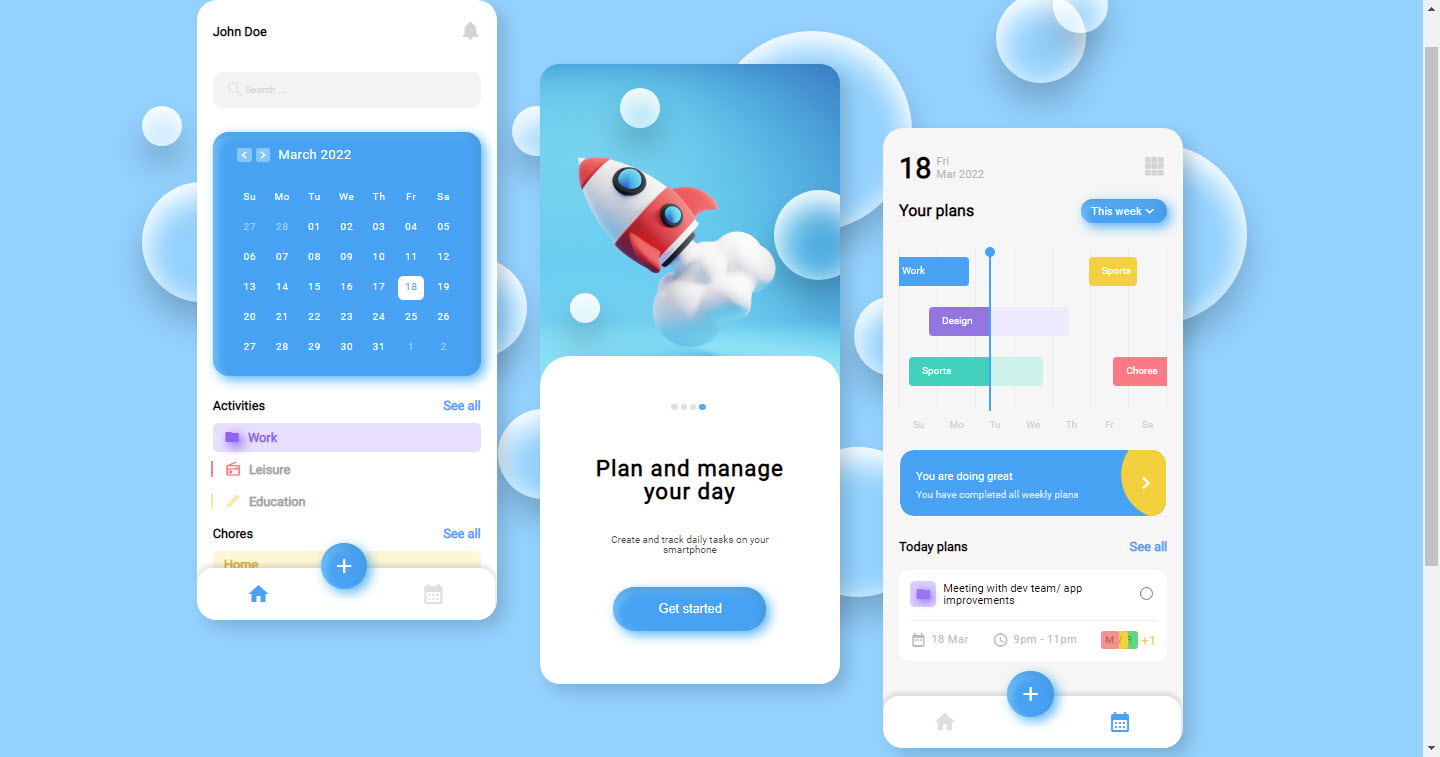 John Doe
Search ...
March 2022
Su Mo Tu We Th Fr Sa
27 28 01 02 03 04 05
06 07 08 09 10 11 12
13 14 15 16 17 18 19
20 21 22 23 24 25 26
27 28 29 30 31 1 2
Activities See all
Work
Leisure
Education
Chores See all
Home
+
Plan and manage
your day
Create and track daily tasks on your
smartphone
Get started
18 Fri
Mar 2022
Your plans This week
Work Sports
Design
Sports Chores
Su Mo Tu We Th Fr Sa
You are doing great
You have completed all weekly plans
Today plans See all
Meeting with dev team/ app
improvements
18 Mar 9pm - 11pm M / R +1
+